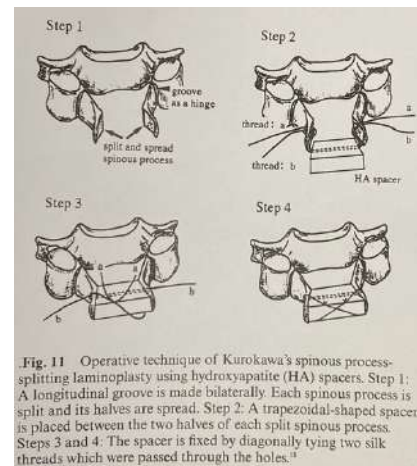 Step 1
groove
as a hinge
split and spread
spinous process
Step 2
thread: a
thread: b
a
b
HA spacer
Step 3
a
a
b
b
Step 4
Fig. 11 Operative technique of Kurokawa's spinous process-
splitting laminoplasty using hydroxyapatite (HA) spacers. Step 1:
A longitudinal groove is made bilaterally. Each spinous process is
split and its halves are spread. Step 2: A trapezoidal-shaped spacer
is placed between the two halves of each split spinous process.
Steps 3 and 4: The spacer is fixed by diagonally tying two silk
threads which were passed through the holes.